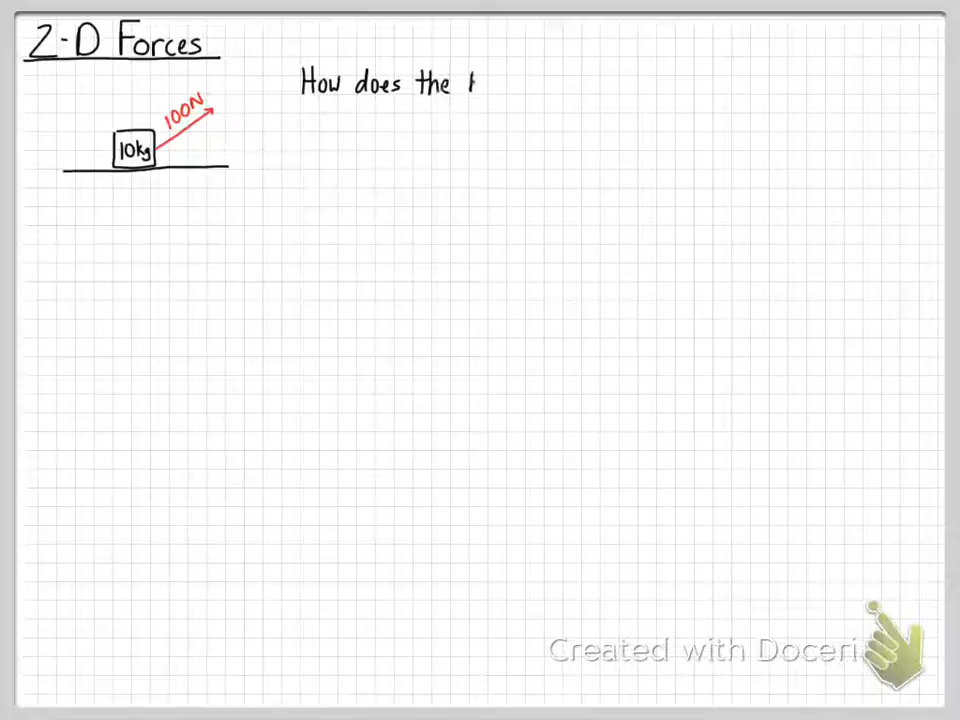 2-D Forces
How does the
100N
10kg
Created with Doceri